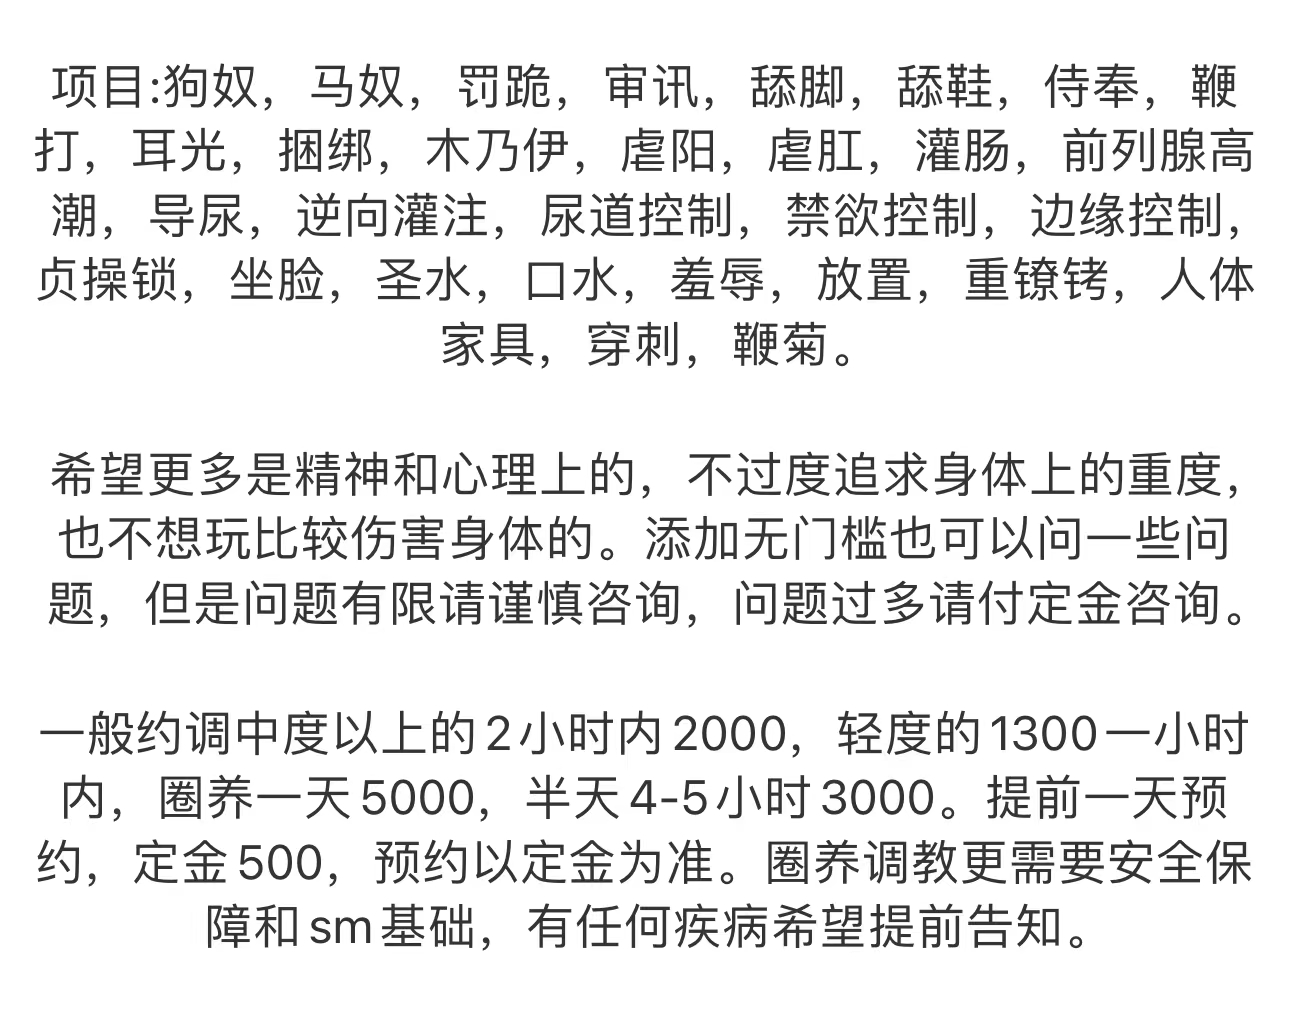 项目:狗奴，马奴，罚跪，审讯，舔脚，舔鞋，侍奉，鞭
打，耳光，捆绑，木乃伊，虐阳，虐肛，灌肠，前列腺高
潮，导尿，逆向灌注，尿道控制，禁欲控制，边缘控制，
贞操锁，坐脸，圣水，口水，羞辱，放置，重镣铐，人体
家具，穿刺，鞭菊。
希望更多是精神和心理上的，不过度追求身体上的重度，
也不想玩比较伤害身体的。添加无门槛也可以问一些问
题，但是问题有限请谨慎咨询，问题过多请付定金咨询。
一般约调中度以上的2小时内2000，轻度的1300一小时
内，圈养一天5000，半天4-5小时3000。提前一天预
约，定金500，预约以定金为准。圈养调教更需要安全保
障和sm基础，有任何疾病希望提前告知。